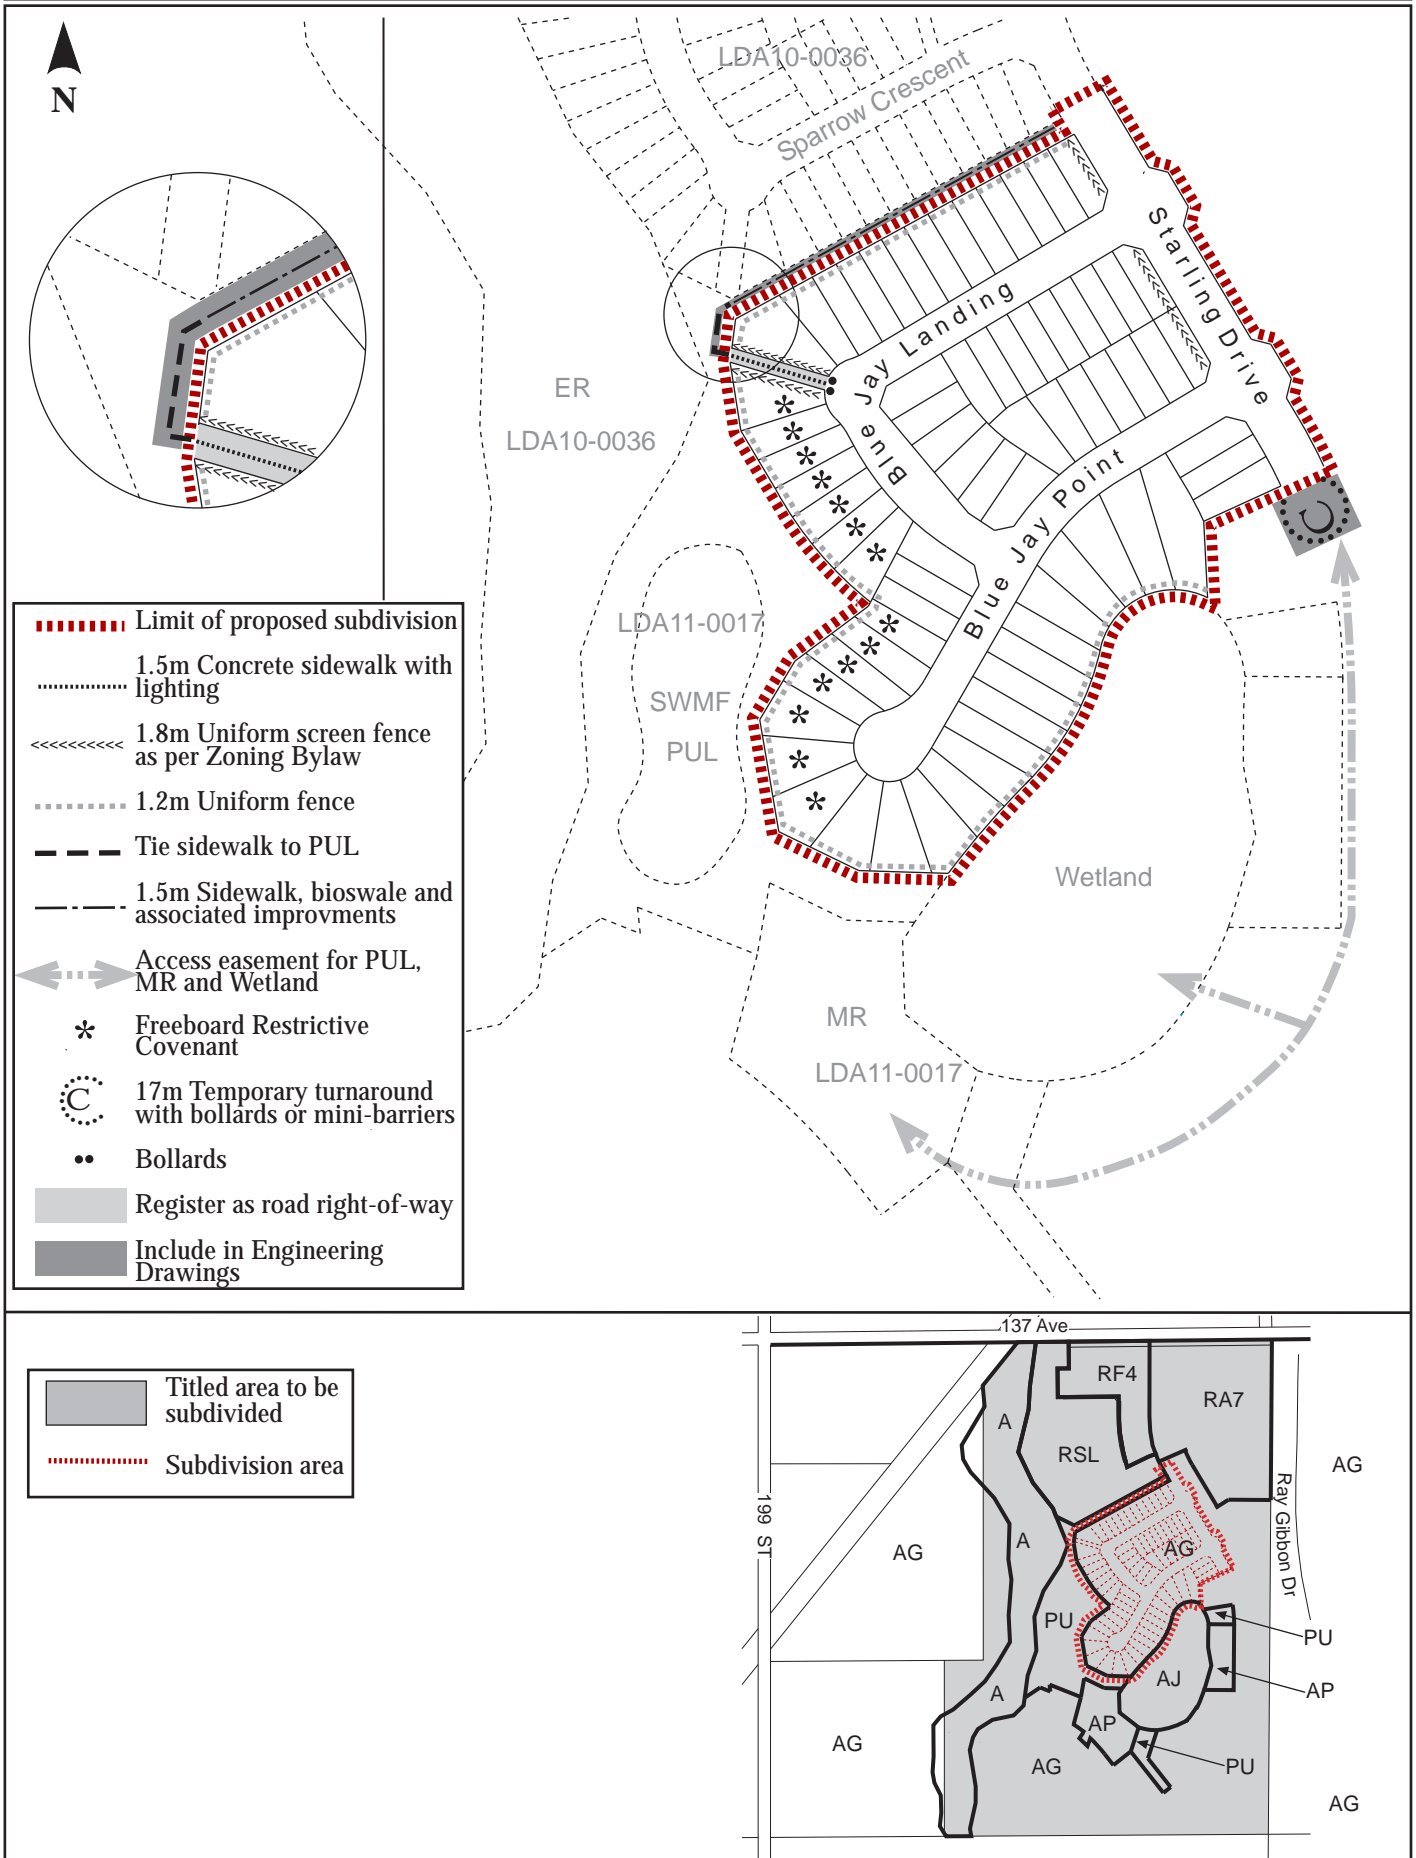 N
LDA10-0036
Sparrow Crescent
Starling Drive
Blue Jay Landing
Blue Jay Point
C
ER
LDA10-0036
LDA11-0017
SWMF
PUL
Wetland
MR
LDA11-0017
Limit of proposed subdivision
1.5m Concrete sidewalk with
lighting
1.8m Uniform screen fence
as per Zoning Bylaw
1.2m Uniform fence
Tie sidewalk to PUL
1.5m Sidewalk, bioswale and
associated improvments
Access easement for PUL,
MR and Wetland
Freeboard Restrictive
Covenant
C
17m Temporary turnaround
with bollards or mini-barriers
Bollards
Register as road right-of-way
Include in Engineering
Drawings
Titled area to be
subdivided
Subdivision area
137 Ave
199 ST
Ray Gibbon Dr
RF4
RA7
A
RSL
AG
AG
A
AG
PU
PU
AJ
AP
A
AP
AG
AG
PU
AG